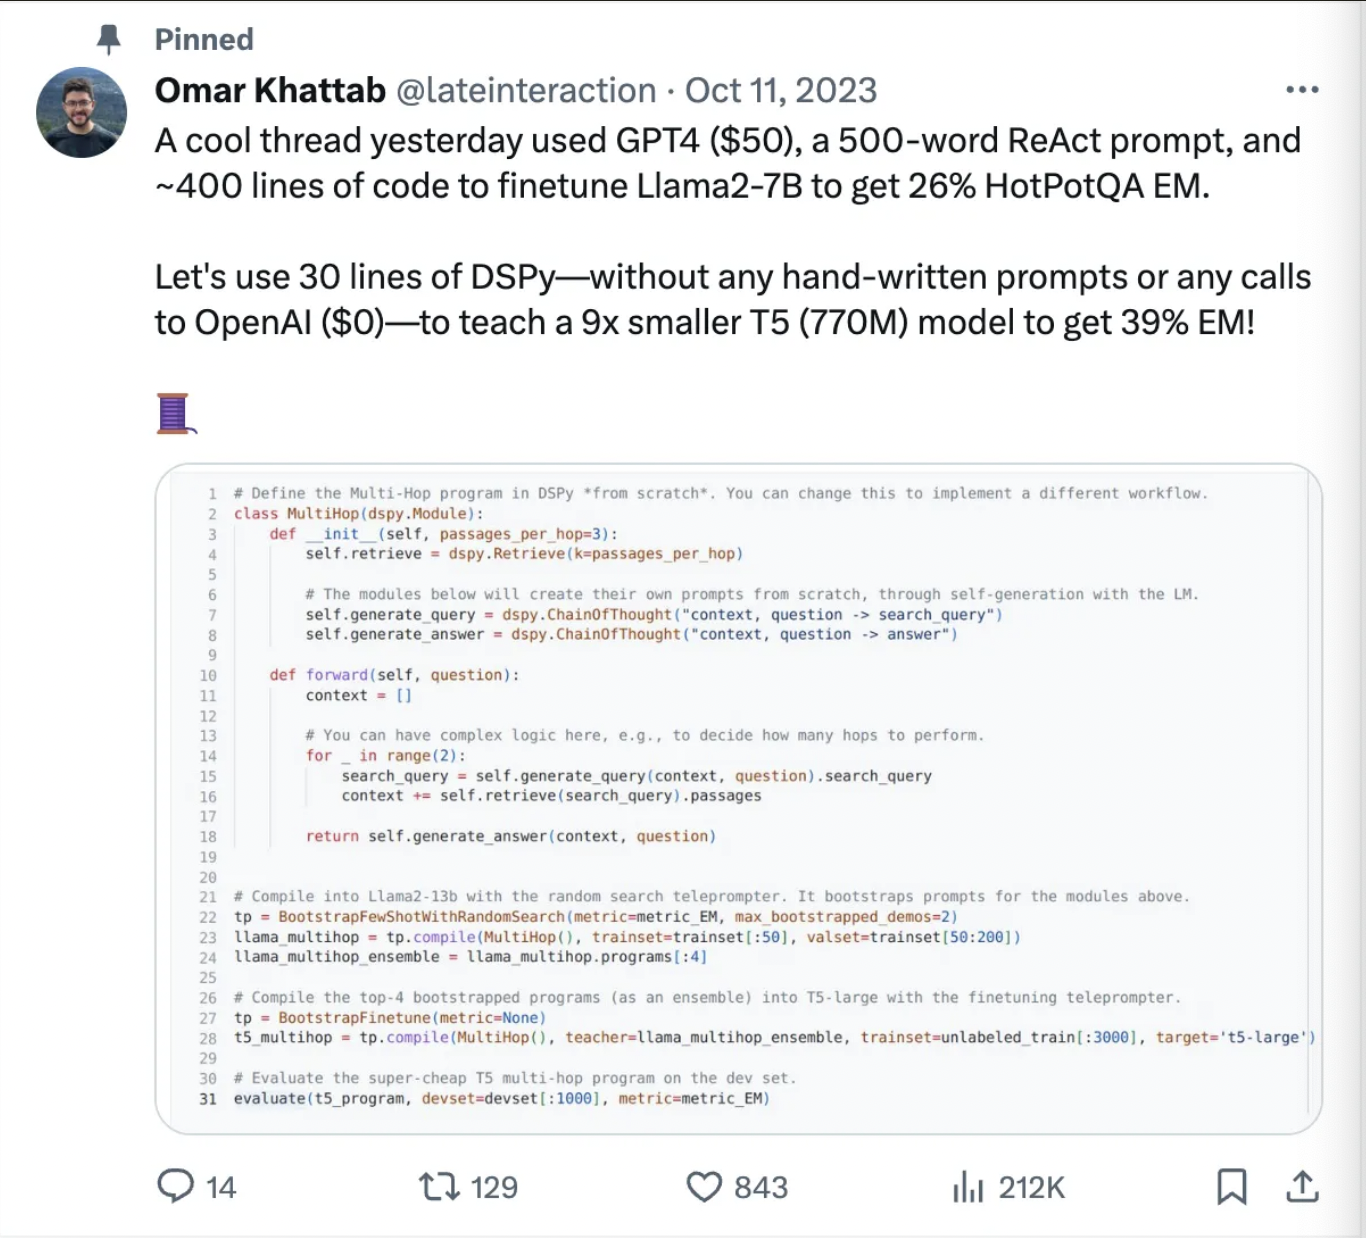 Pinned
Omar Khattab @lateinteraction · Oct 11, 2023
A cool thread yesterday used GPT4 ($50), a 500-word ReAct prompt, and
~400 lines of code to finetune Llama2-7B to get 26% HotPotQA EM.
Let's use 30 lines of DSPy—without any hand-written prompts or any calls
to OpenAI ($0)—to teach a 9x smaller T5 (770M) model to get 39% EM!
1 # Define the Multi-Hop program in DSPy *from scratch*. You can change this to implement a different workflow.
2 class MultiHop(dspy.Module):
3     def __init__(self, passages_per_hop=3):
4         self.retrieve = dspy.Retrieve(k=passages_per_hop)
5
6         # The modules below will create their own prompts from scratch, through self-generation with the LM.
7         self.generate_query = dspy.ChainOfThought("context, question -> search_query")
8         self.generate_answer = dspy.ChainOfThought("context, question -> answer")
9
10     def forward(self, question):
11         context = []
12
13         # You can have complex logic here, e.g., to decide how many hops to perform.
14         for _ in range(2):
15             search_query = self.generate_query(context, question).search_query
16             context += self.retrieve(search_query).passages
17
18         return self.generate_answer(context, question)
19
20
21 # Compile into Llama2-13b with the random search teleprompter. It bootstraps prompts for the modules above.
22 tp = BootstrapFewShotWithRandomSearch(metric=metric_EM, max_bootstrapped_demos=2)
23 llama_multihop = tp.compile(MultiHop(), trainset=trainset[:50], valset=trainset[50:200])
24 llama_multihop_ensemble = llama_multihop.programs[:4]
25
26 # Compile the top-4 bootstrapped programs (as an ensemble) into T5-large with the finetuning teleprompter.
27 tp = BootstrapFinetune(metric=None)
28 t5_multihop = tp.compile(MultiHop(), teacher=llama_multihop_ensemble, trainset=unlabeled_train[:3000], target='t5-large')
29
30 # Evaluate the super-cheap T5 multi-hop program on the dev set.
31 evaluate(t5_program, devset=devset[:1000], metric=metric_EM)
14 129 843 212K